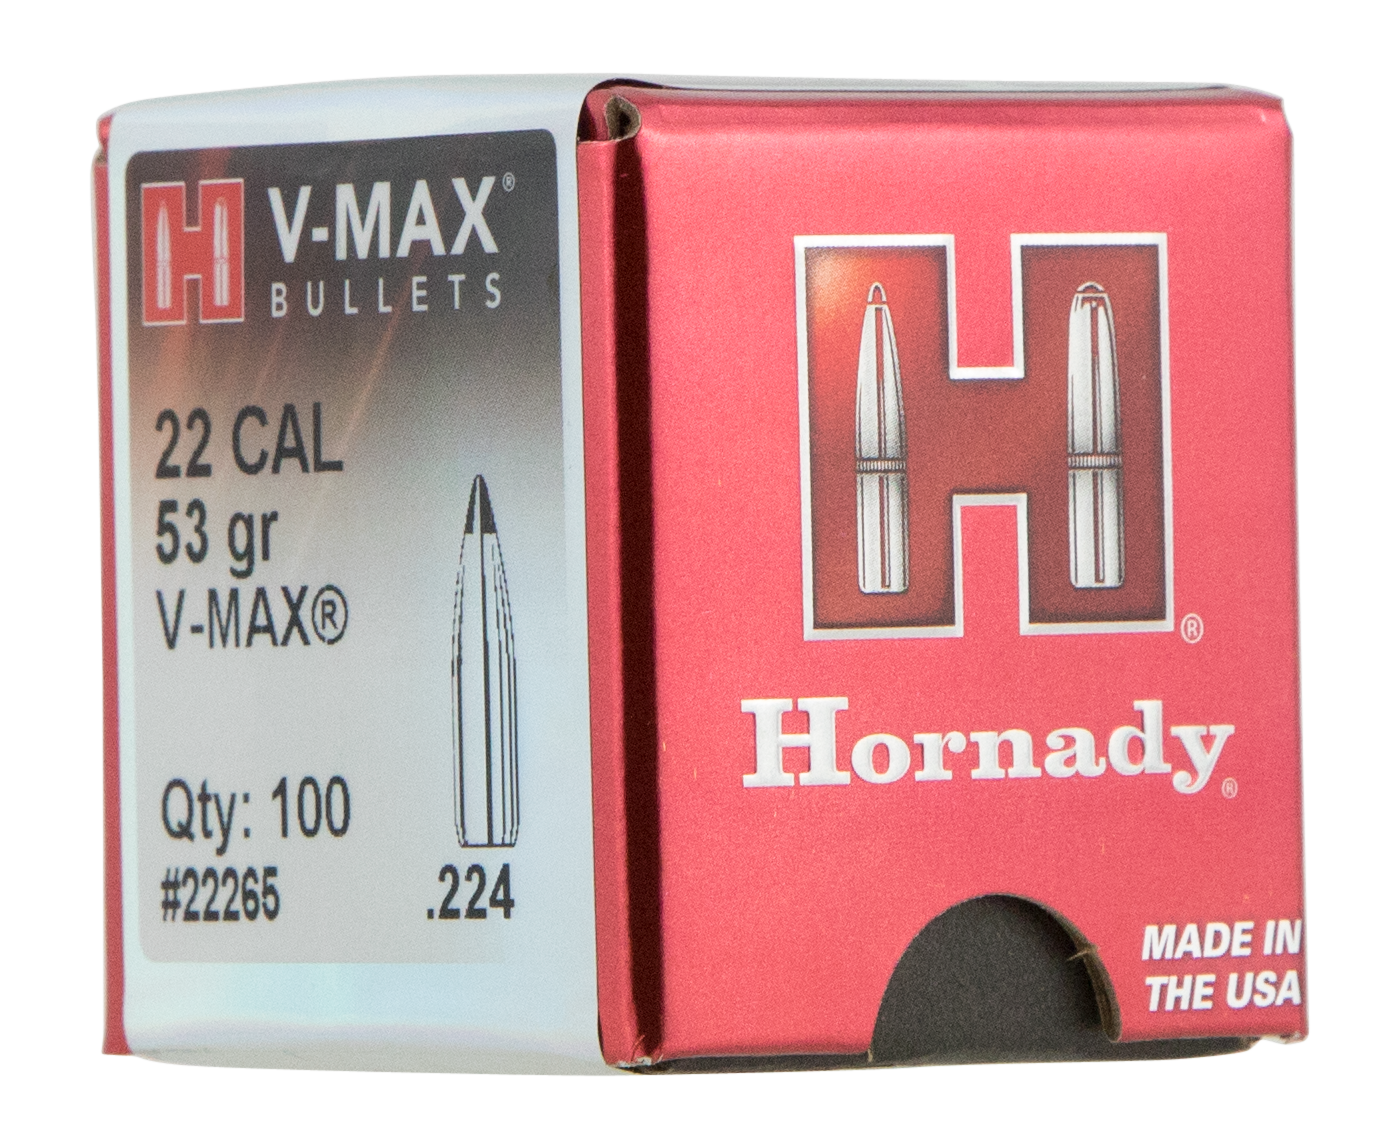 V-MAX®
BULLETS
22 CAL
53 gr
V-MAX®
Qty: 100
#22265
.224
H®
Hornady®
MADE IN
THE USA